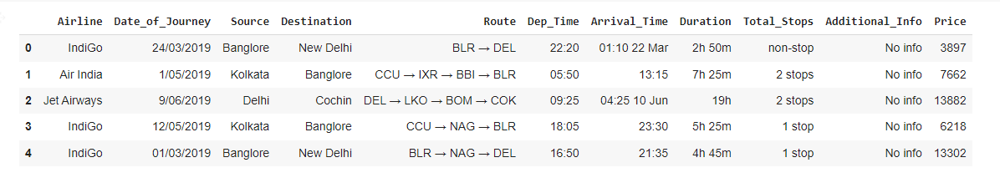 Airline Date_of_Journey Source Destination Route Dep_Time Arrival_Time Duration Total_Stops Additional_Info Price
0 IndiGo 24/03/2019 Banglore New Delhi BLR → DEL 22:20 01:10 22 Mar 2h 50m non-stop No info 3897
1 Air India 1/05/2019 Kolkata Banglore CCU → IXR → BBI → BLR 05:50 13:15 7h 25m 2 stops No info 7662
2 Jet Airways 9/06/2019 Delhi Cochin DEL → LKO → BOM → COK 09:25 04:25 10 Jun 19h 2 stops No info 13882
3 IndiGo 12/05/2019 Kolkata Banglore CCU → NAG → BLR 18:05 23:30 5h 25m 1 stop No info 6218
4 IndiGo 01/03/2019 Banglore New Delhi BLR → NAG → DEL 16:50 21:35 4h 45m 1 stop No info 13302